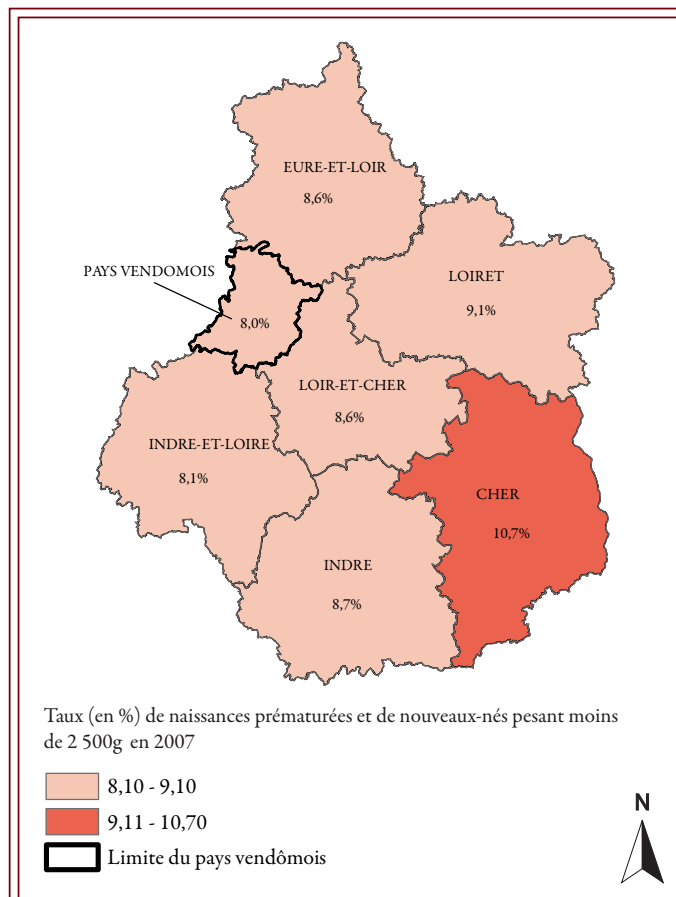 EURE-ET-LOIR
8,6%
PAYS VENDOMOIS
8,0%
LOIRET
9,1%
LOIR-ET-CHER
8,6%
INDRE-ET-LOIRE
8,1%
CHER
10,7%
INDRE
8,7%
Taux (en %) de naissances prématurées et de nouveaux-nés pesant moins
de 2 500g en 2007
8,10 - 9,10
9,11 - 10,70
Limite du pays vendômois
N